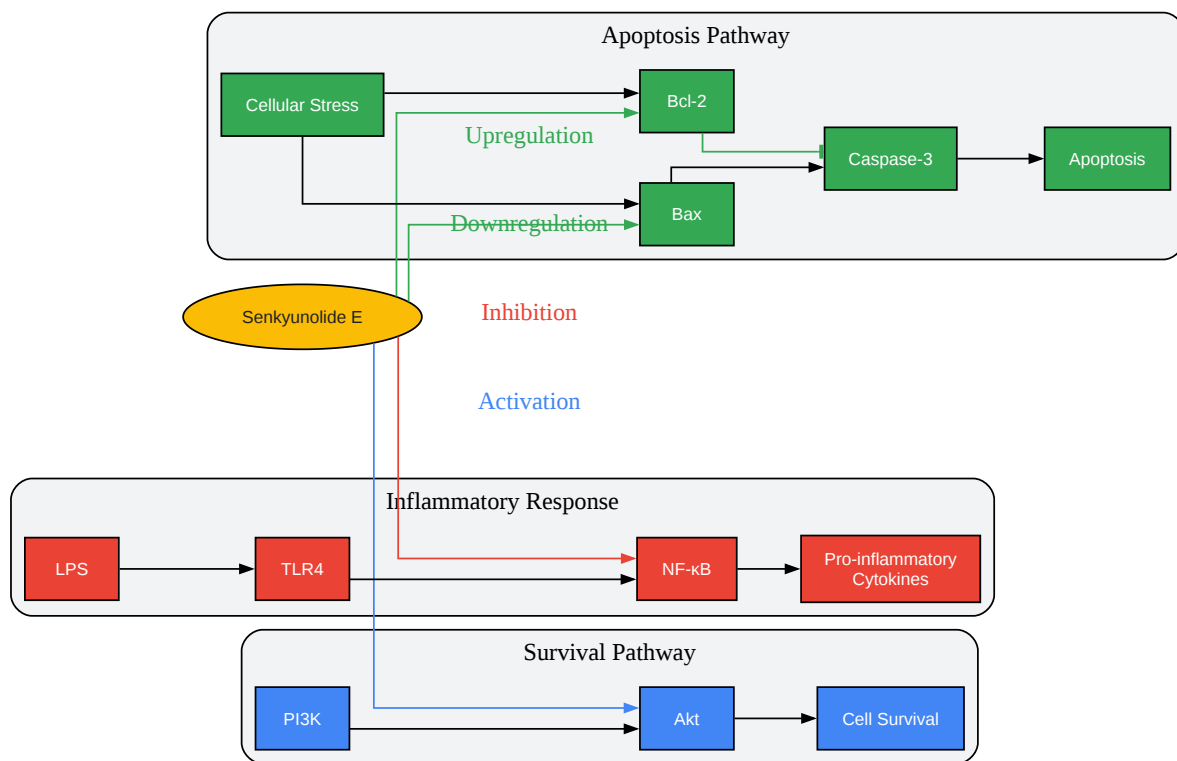 Apoptosis Pathway
Cellular Stress
Bcl-2
Upregulation
Caspase-3
Apoptosis
Bax
Downregulation
Senkyunolide E
Inhibition
Activation
Inflammatory Response
LPS
TLR4
NF-κB
Pro-inflammatory
Cytokines
Survival Pathway
PI3K
Akt
Cell Survival